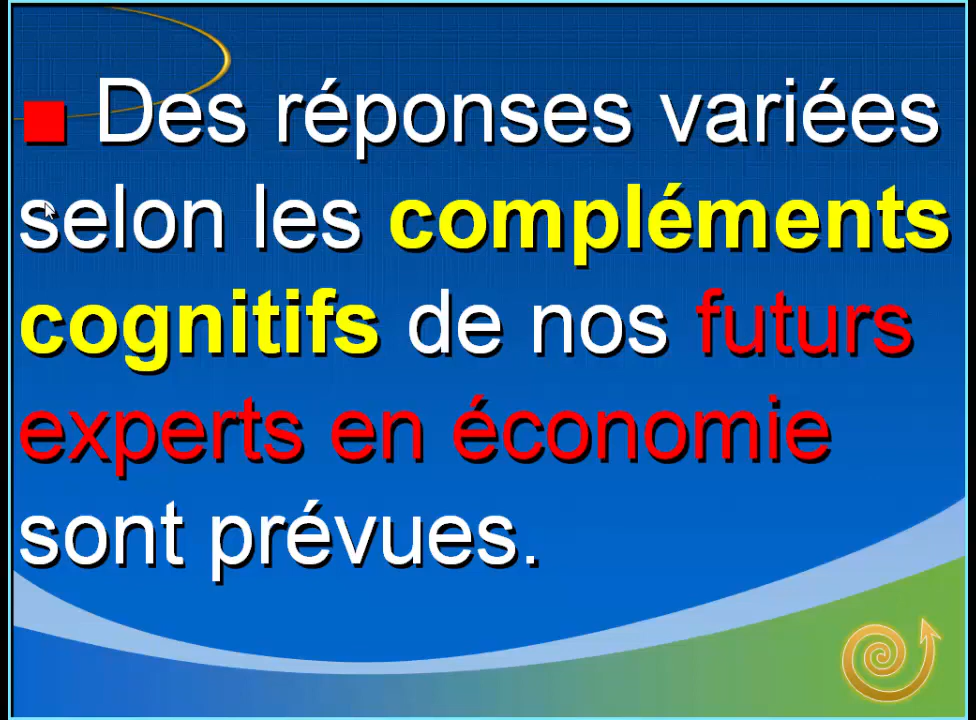 Des réponses variées
selon les compléments
cognitifs de nos futurs
experts en économie
sont prévues.